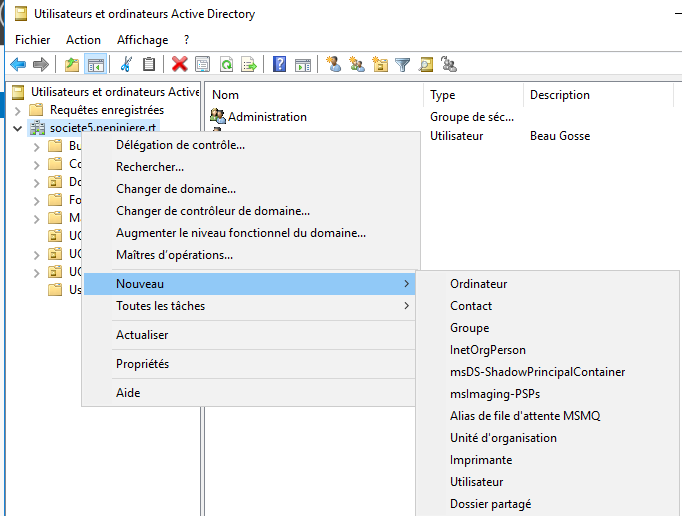 Utilisateurs et ordinateurs Active Directory
Fichier Action Affichage ?
Utilisateurs et ordinateurs Active
Requêtes enregistrées
societe5.pepiniere.rt
Bu
Co
Do
Fo
M
UO
UO
UO
Us
Nom Type Description
Administration Groupe de séc...
Utilisateur Beau Gosse
Délégation de contrôle...
Rechercher...
Changer de domaine...
Changer de contrôleur de domaine...
Augmenter le niveau fonctionnel du domaine...
Maîtres d'opérations...
Nouveau
Toutes les tâches
Actualiser
Propriétés
Aide
Ordinateur
Contact
Groupe
InetOrgPerson
msDS-ShadowPrincipalContainer
msImaging-PSPs
Alias de file d'attente MSMQ
Unité d'organisation
Imprimante
Utilisateur
Dossier partagé